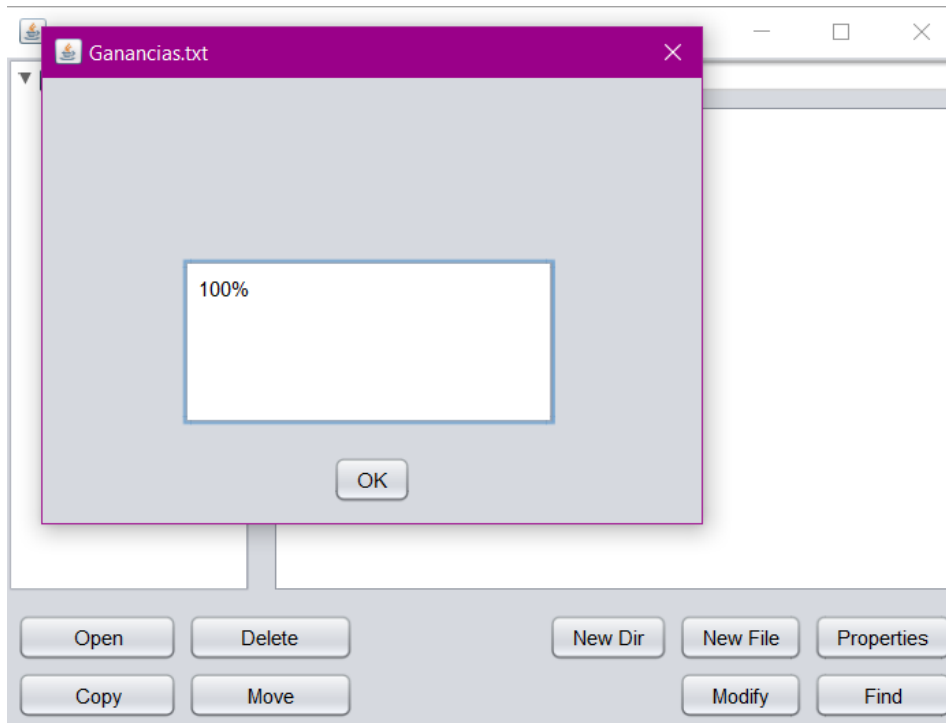 Ganancias.txt
100%
OK
Open Delete New Dir New File Properties
Copy Move Modify Find